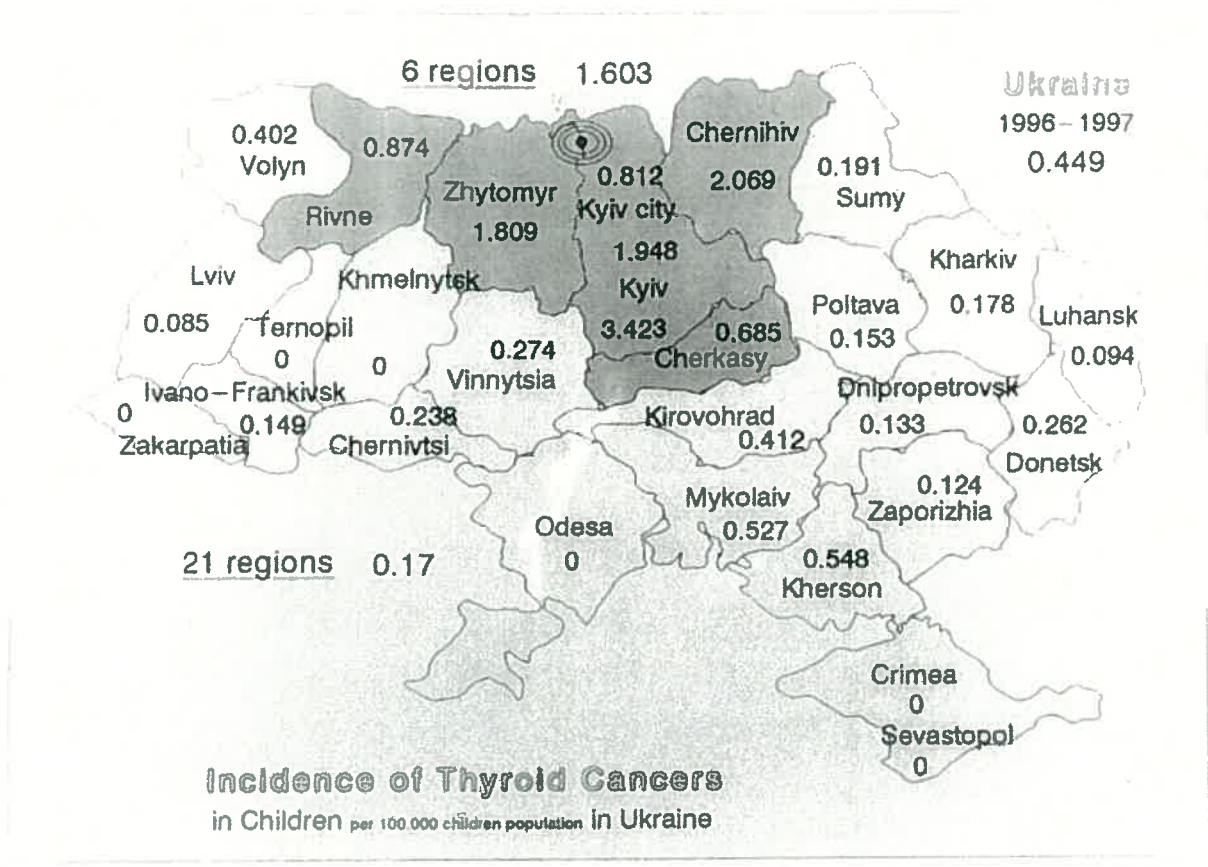 6 regions 1.603
Ukraine
1996-1997
0.449
0.402
Volyn
0.874
Rivne
Zhytomyr
1.809
0.812
Kyiv city
1.948
Kyiv
3.423
Chernihiv
2.069
0.191
Sumy
Lviv
0.085
Khmelnytsk
0
Ternopil
0
0.685
Cherkasy
Poltava
0.153
Kharkiv
0.178
Luhansk
0.094
0.274
Vinnytsia
Ivano-Frankivsk
0.149
0
Zakarpatia
0.238
Chernivtsi
Kirovohrad
0.412
Dnipropetrovsk
0.133
0.262
Donetsk
0.124
Zaporizhia
Mykolaiv
0.527
Odesa
0
0.548
Kherson
21 regions 0.17
Crimea
0
Sevastopol
0
Incidence of Thyroid Cancers
in Children per 100.000 children population in Ukraine